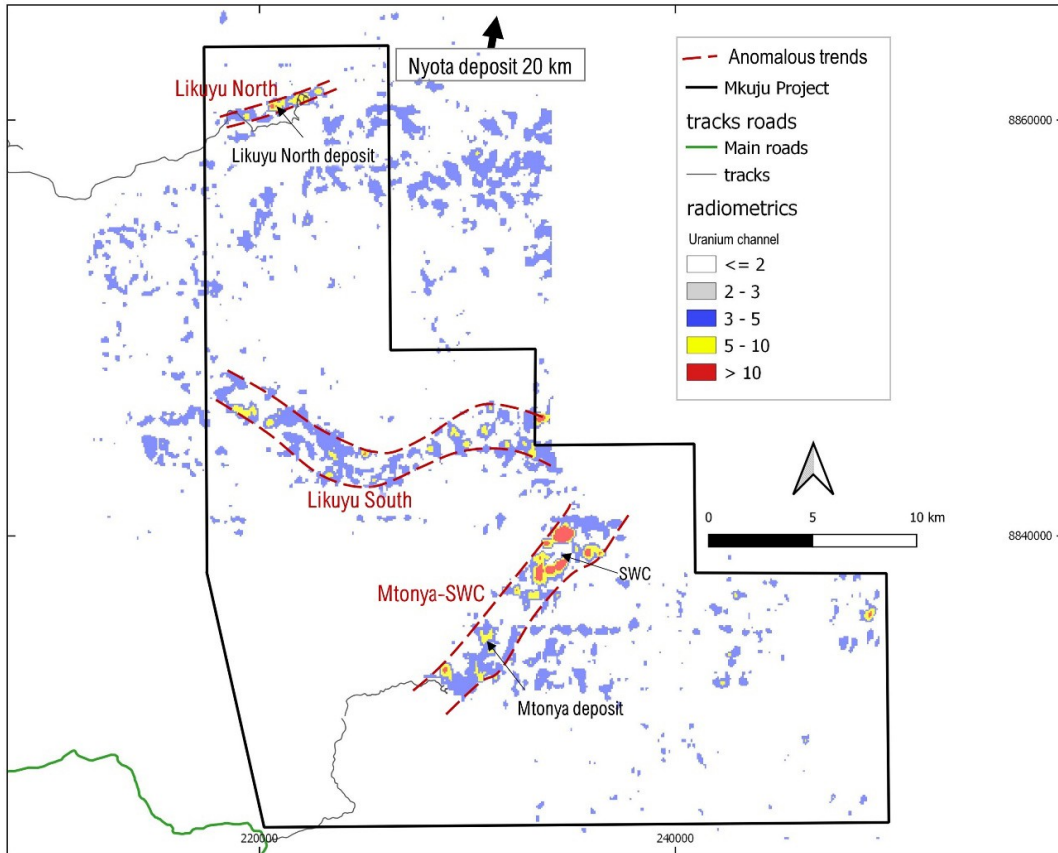 Nyota deposit 20 km
Likuyu North
Likuyu North deposit
Anomalous trends
Mkuju Project
tracks roads
Main roads
tracks
radiometrics
Uranium channel
<= 2
2 - 3
3 - 5
5 - 10
> 10
8860000
Likuyu South
0 5 10 km
8840000
SWC
Mtonya-SWC
Mtonya deposit
220000
240000